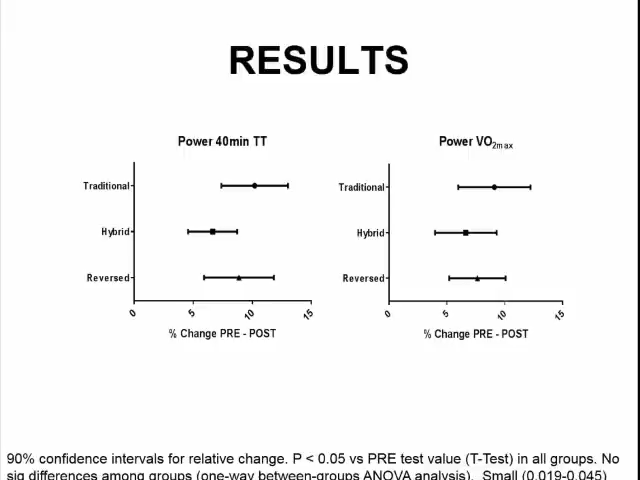 RESULTS
Power 40min TT
Traditional
Hybrid
Reversed
0 5 10 15
% Change PRE - POST
Power VO2max
Traditional
Hybrid
Reversed
0 5 10 15
% Change PRE - POST
90% confidence intervals for relative change. P < 0.05 vs PRE test value (T-Test) in all groups. No
sig differences among groups (one-way between-groups ANOVA analysis). Small (0.019-0.045)